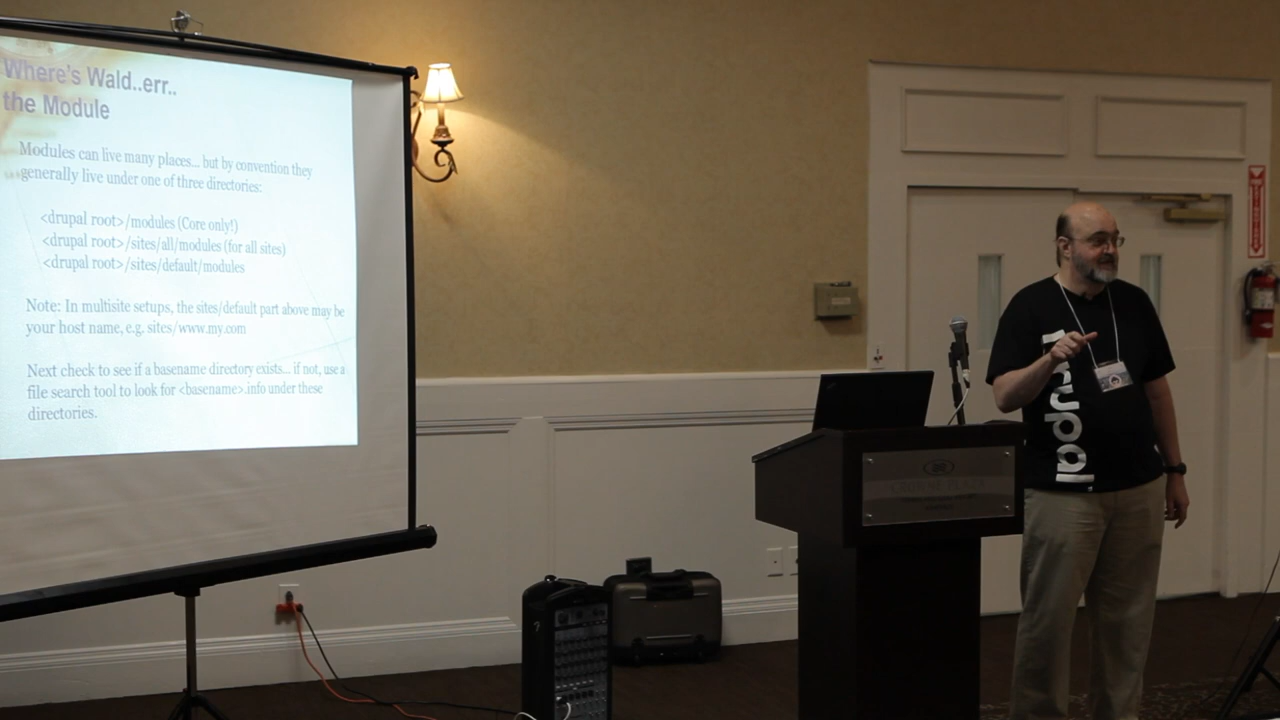 Where's Wald..err..
the Module
Modules can live many places... but by convention they
generally live under one of three directories:
<drupal root>/modules (Core only!)
<drupal root>/sites/all/modules (for all sites)
<drupal root>/sites/default/modules
Note: In multisite setups, the sites/default part above may be
your host name, e.g. sites/www.my.com
Next check to see if a basename directory exists... if not, use a
file search tool to look for <basename>.info under these
directories.
Drupal
CROWNE PLAZA